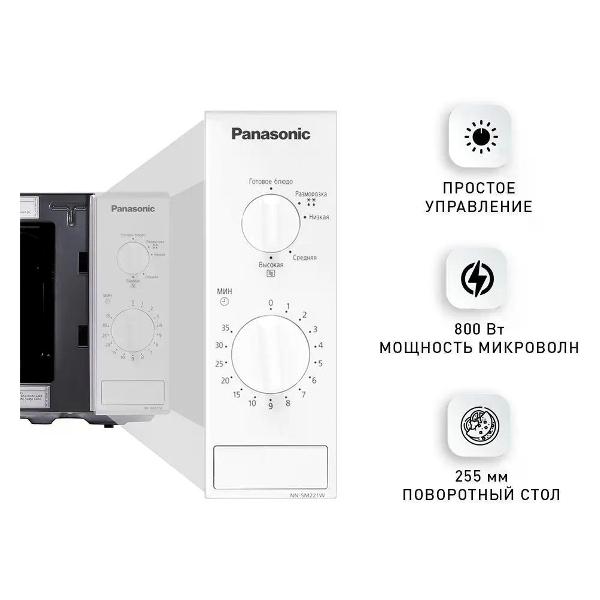 Panasonic
Готовое блюдо
Разморозка
Низкая
Средняя
Высокая
МИН
0
1
2
3
4
5
6
7
8
9
10
15
20
25
30
35
NN-SM221W
Panasonic
МИН
ПРОСТОЕ
УПРАВЛЕНИЕ
800 Вт
МОЩНОСТЬ МИКРОВОЛН
255 мм
ПОВОРОТНЫЙ СТОЛ